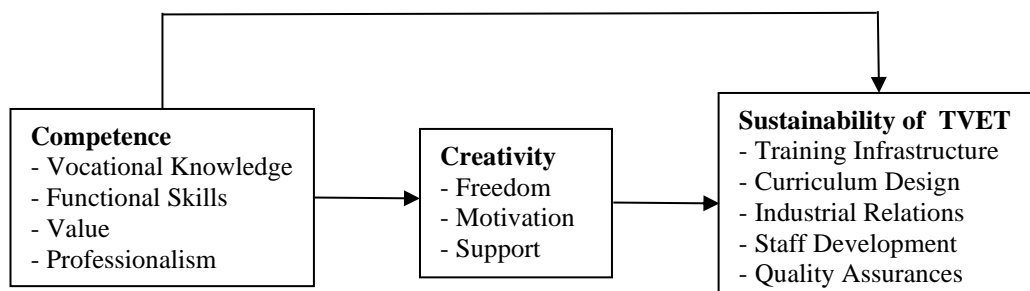 Competence
- Vocational Knowledge
- Functional Skills
- Value
- Professionalism
Creativity
- Freedom
- Motivation
- Support
Sustainability of TVET
- Training Infrastructure
- Curriculum Design
- Industrial Relations
- Staff Development
- Quality Assurances